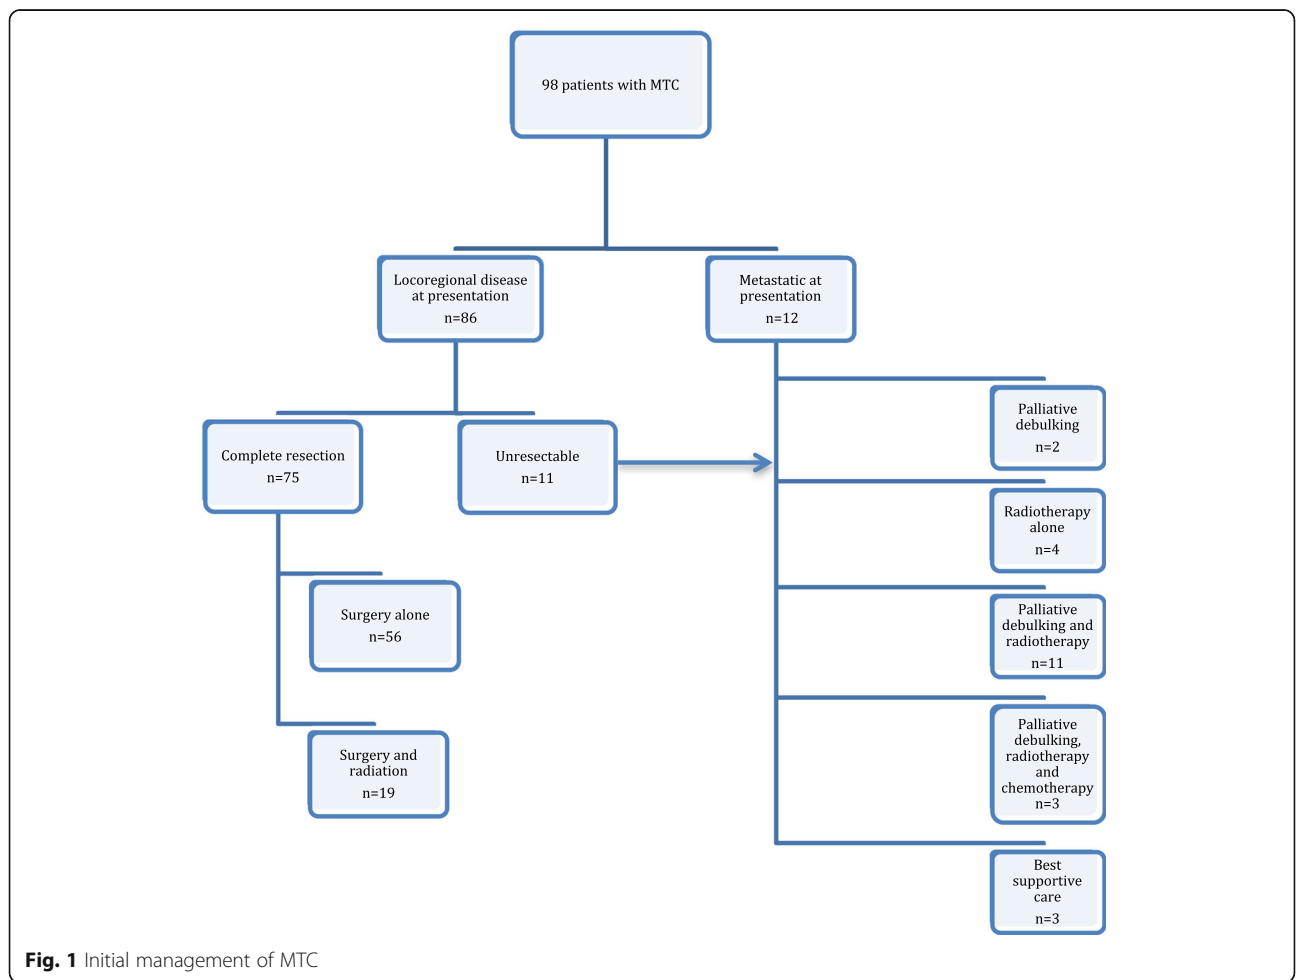 98 patients with MTC
Locoregional disease
at presentation
n=86
Metastatic at
presentation
n=12
Complete resection
n=75
Unresectable
n=11
Surgery alone
n=56
Surgery and
radiation
n=19
Palliative
debulking
n=2
Radiotherapy
alone
n=4
Palliative
debulking and
radiotherapy
n=11
Palliative
debulking,
radiotherapy
and
chemotherapy
n=3
Best
supportive
care
n=3
Fig. 1 Initial management of MTC